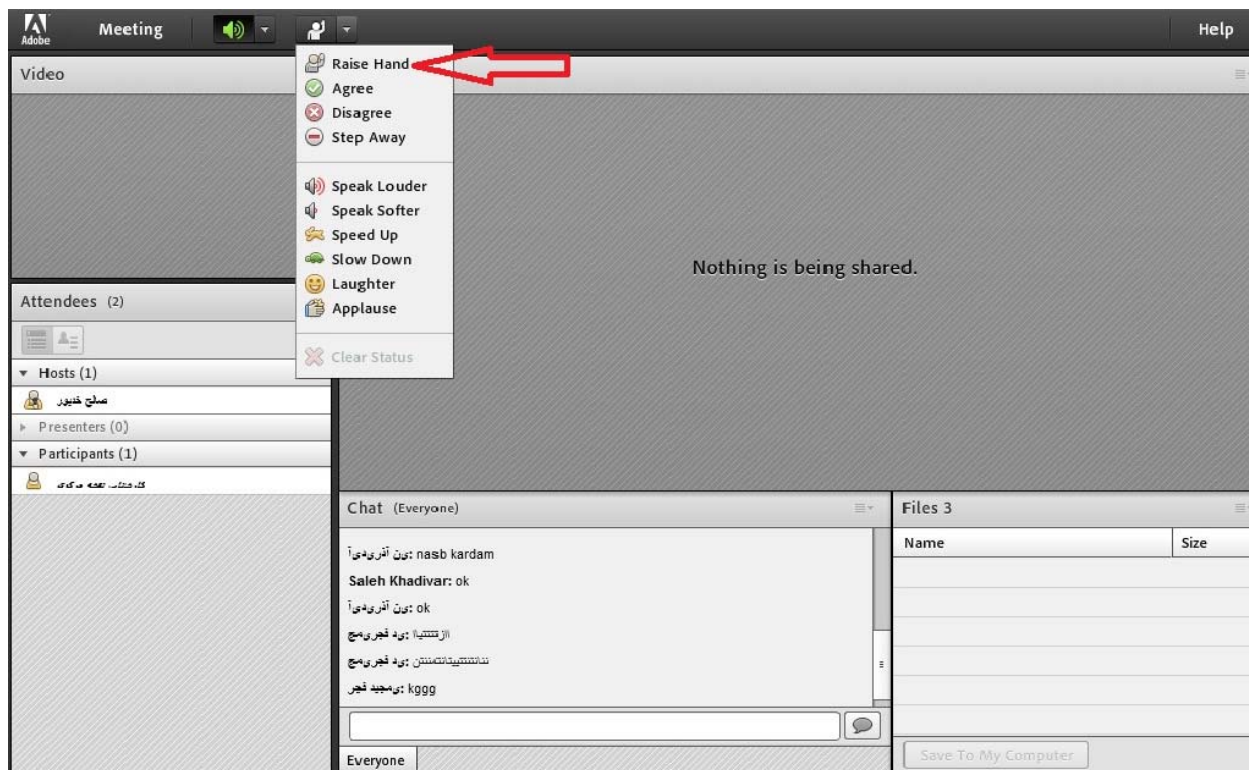 Adobe
Meeting
Help
Video
Raise Hand
Agree
Disagree
Step Away
Speak Louder
Speak Softer
Speed Up
Slow Down
Laughter
Applause
Clear Status
Nothing is being shared.
Attendees (2)
Hosts (1)
صالح خدیور
Presenters (0)
Participants (1)
Chat (Everyone)
nasb kardam
Saleh Khadivar: ok
ok
kggg
Everyone
Files 3
Name Size
Save To My Computer